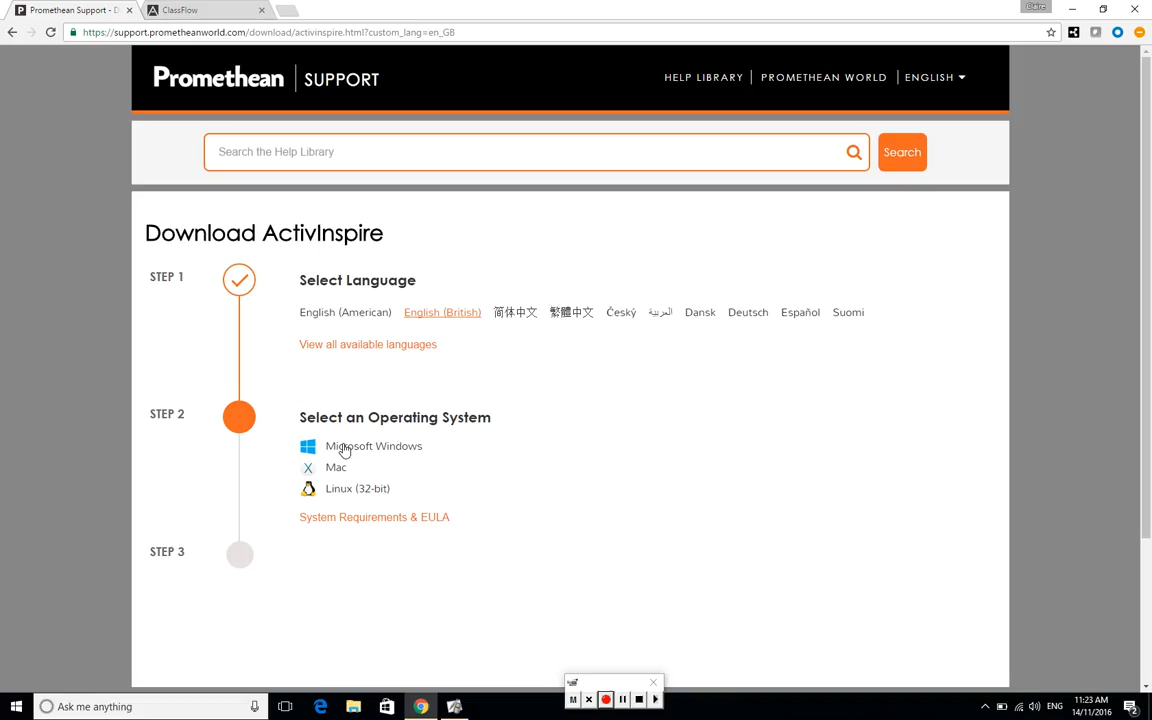 Promethean Support - D
ClassFlow
Claire
https://support.prometheanworld.com/download/activinspire.html?custom_lang=en_GB
Promethean SUPPORT
HELP LIBRARY PROMETHEAN WORLD ENGLISH
Search the Help Library
Search
Download ActivInspire
STEP 1
Select Language
English (American) English (British) 简体中文 繁體中文 Český العربية Dansk Deutsch Español Suomi
View all available languages
STEP 2
Select an Operating System
Microsoft Windows
Mac
Linux (32-bit)
System Requirements & EULA
STEP 3
M
Ask me anything
ENG
11:23 AM
14/11/2016
2